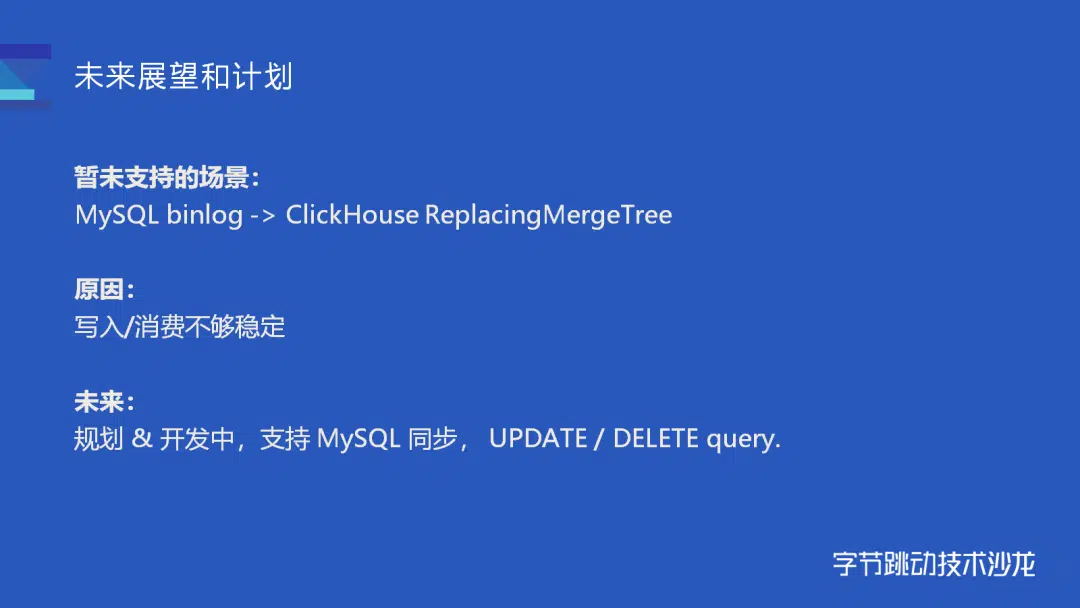 未来展望和计划
暂未支持的场景：
MySQL binlog -> ClickHouse ReplacingMergeTree
原因：
写入/消费不够稳定
未来：
规划 & 开发中，支持 MySQL 同步， UPDATE / DELETE query.
字节跳动技术沙龙